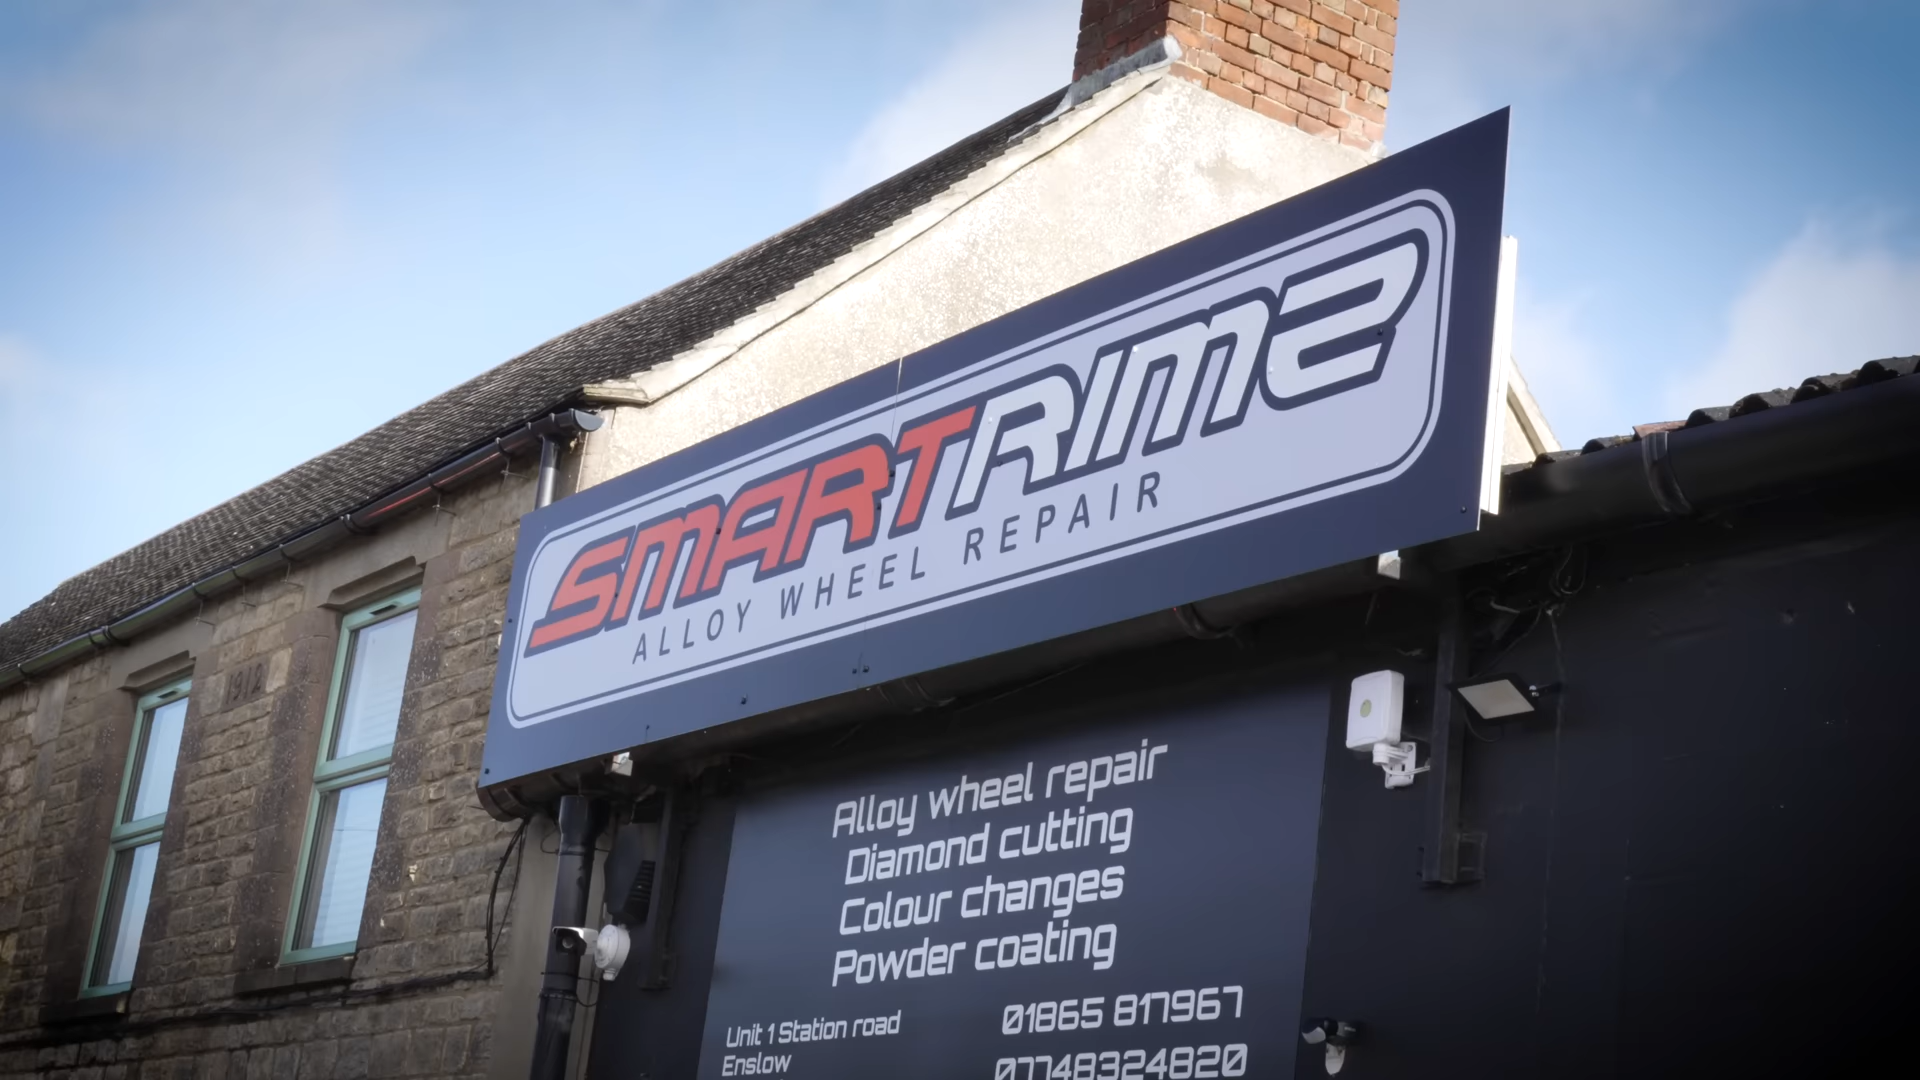 SMARTRIMZ
ALLOY WHEEL REPAIR
1912
Alloy wheel repair
Diamond cutting
Colour changes
Powder coating
Unit 1 Station road
Enslow
01865 817967
07748324820